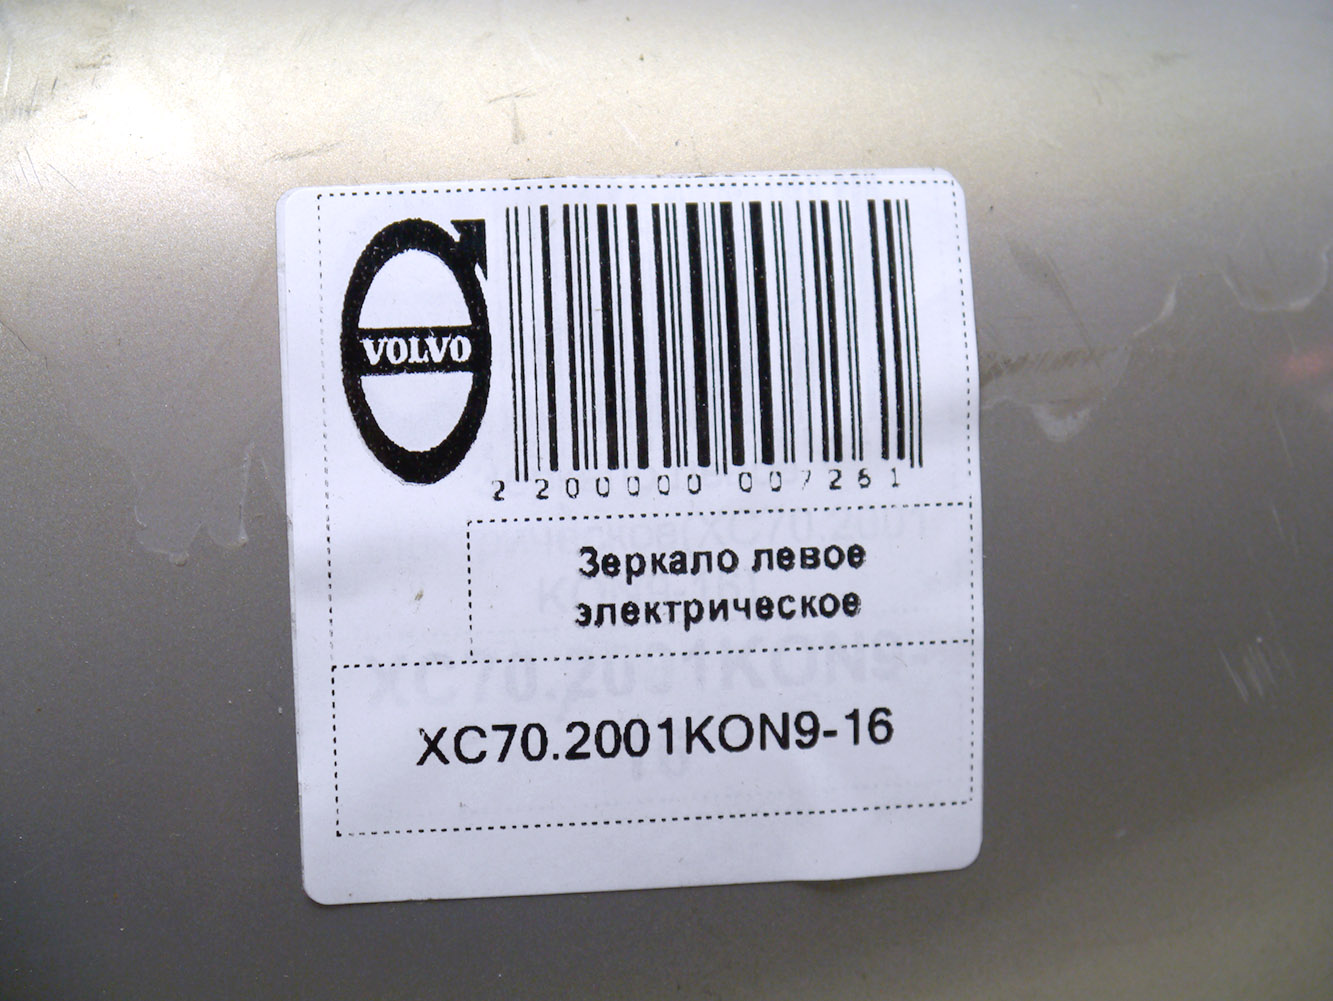 VOLVO
2 200000 007261
Зеркало левое
электрическое
XC70.2001KON9-16